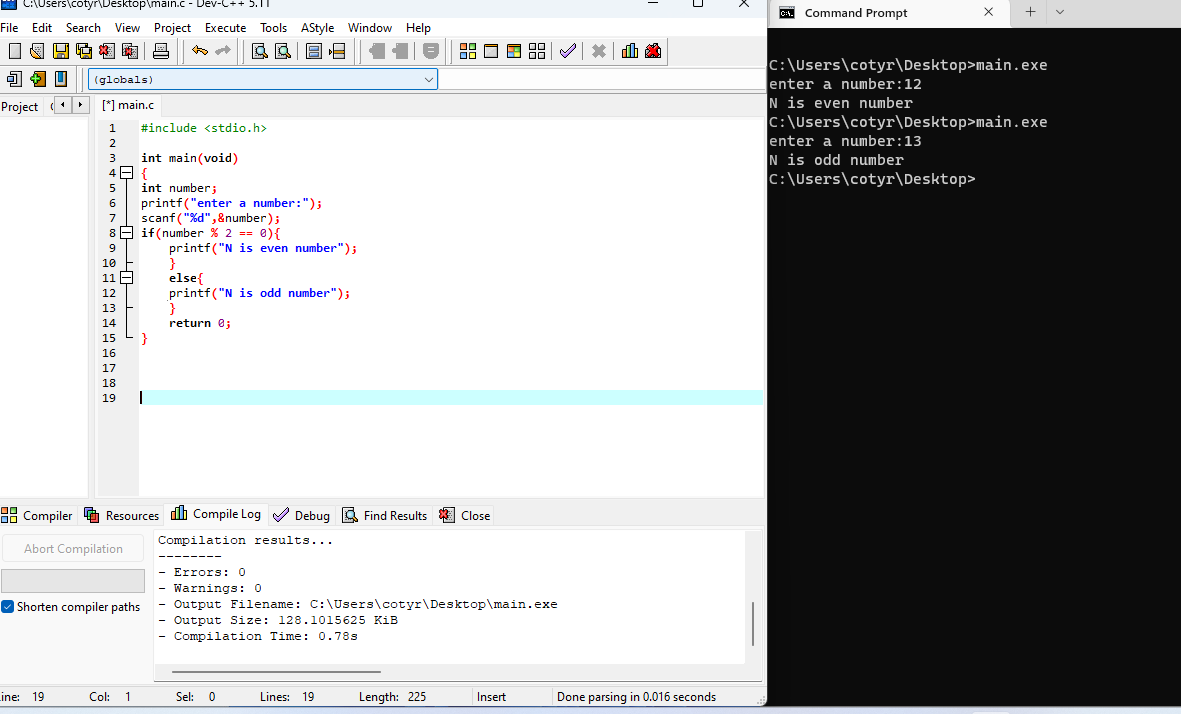 C:\Users\cotyr\Desktop\main.c - Dev-C++ 5.11
File Edit Search View Project Execute Tools AStyle Window Help
(globals)
Project
[*] main.c
1 #include <stdio.h>
2
3 int main(void)
4 {
5 int number;
6 printf("enter a number:");
7 scanf("%d",&number);
8 if(number % 2 == 0){
9 printf("N is even number");
10 }
11 else{
12 printf("N is odd number");
13 }
14 return 0;
15 }
16
17
18
19
Compiler Resources Compile Log Debug Find Results Close
Abort Compilation
Shorten compiler paths
Compilation results...
--------
- Errors: 0
- Warnings: 0
- Output Filename: C:\Users\cotyr\Desktop\main.exe
- Output Size: 128.1015625 KiB
- Compilation Time: 0.78s
ine: 19 Col: 1 Sel: 0 Lines: 19 Length: 225 Insert Done parsing in 0.016 seconds
Command Prompt
C:\Users\cotyr\Desktop>main.exe
enter a number:12
N is even number
C:\Users\cotyr\Desktop>main.exe
enter a number:13
N is odd number
C:\Users\cotyr\Desktop>